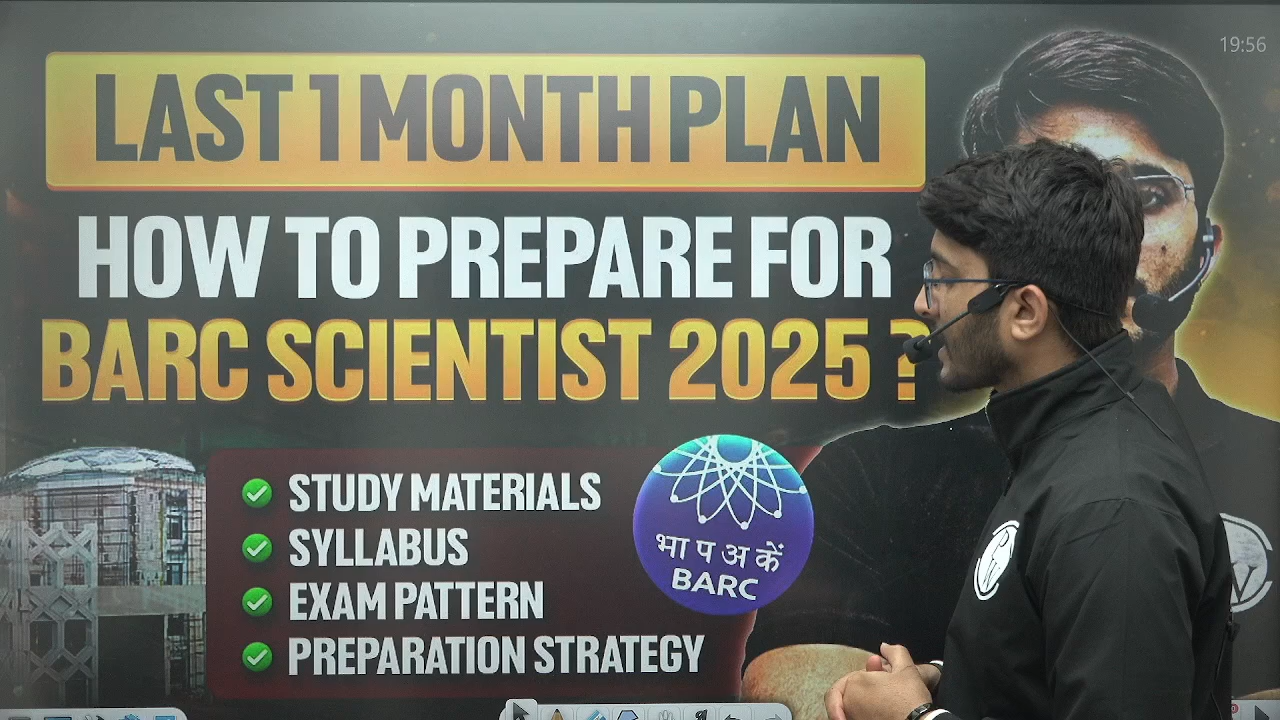 19:56
LAST 1 MONTH PLAN
HOW TO PREPARE FOR
BARC SCIENTIST 2025 ?
STUDY MATERIALS
SYLLABUS
EXAM PATTERN
PREPARATION STRATEGY
भा प अ कें
BARC